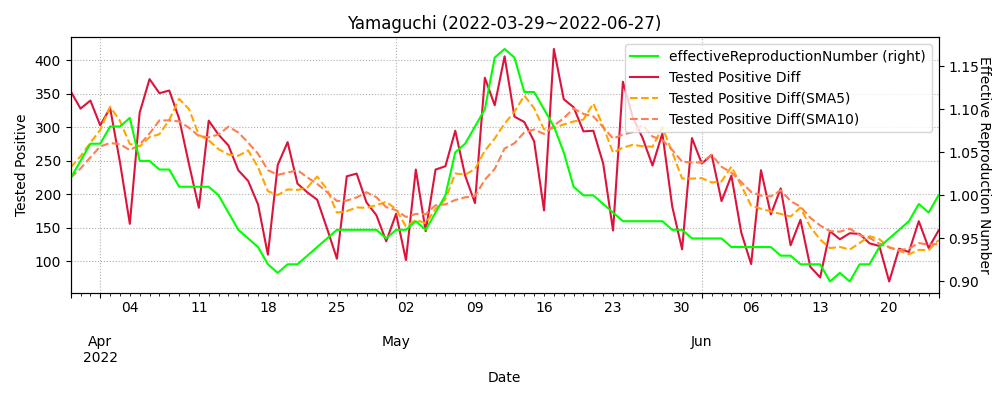 Yamaguchi (2022-03-29~2022-06-27)
effectiveReproductionNumber (right)
Tested Positive Diff
Tested Positive Diff(SMA5)
Tested Positive Diff(SMA10)
Tested Positive
400
350
300
250
200
150
100
1.15
1.10
1.05
1.00
0.95
0.90
Effective Reproduction Number
04 11 18 25 02 09 16 23 30 06 13 20
Apr May Jun
2022
Date